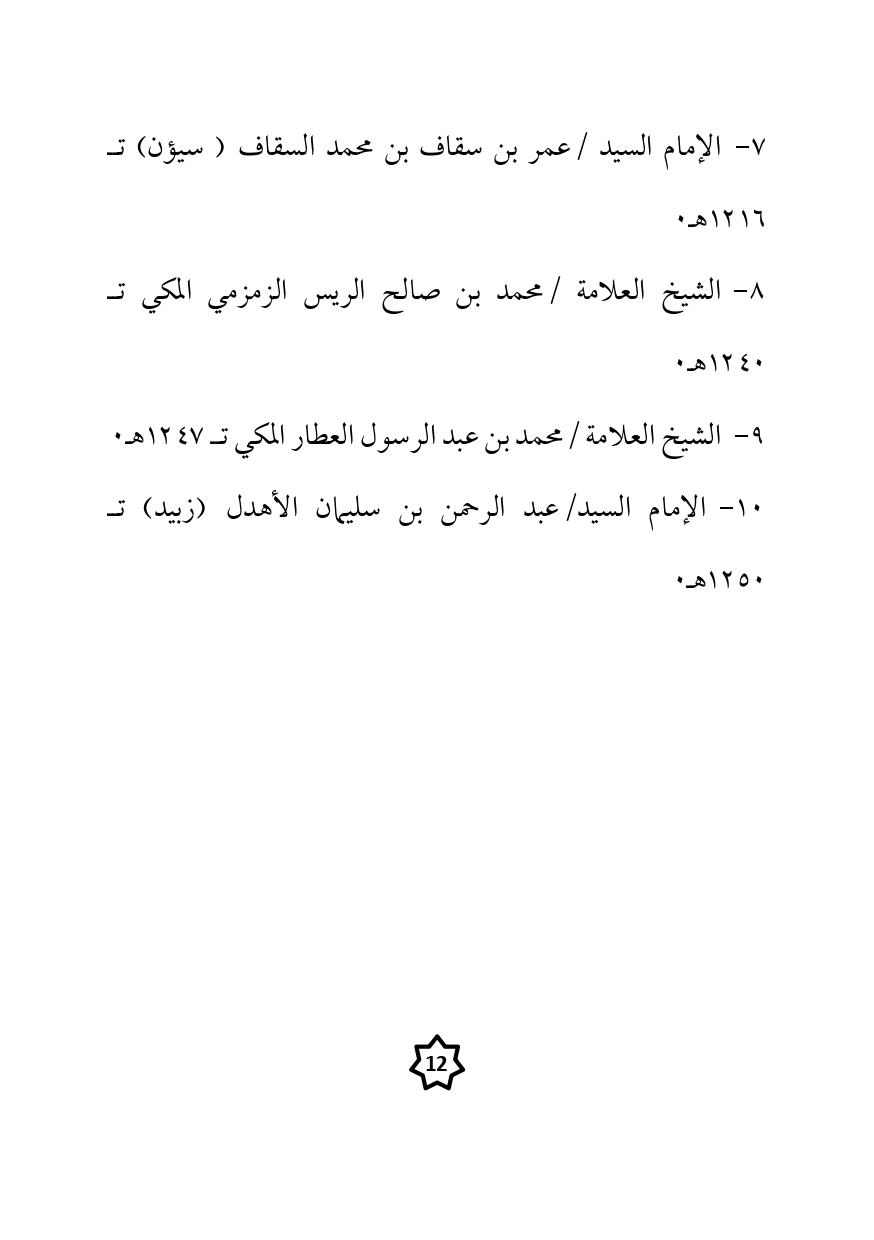 ٧- الإمام السيد / عمر بن سقاف بن محمد السقاف ( سيؤن) تـ
١٢١٦هـ٠
٨- الشيخ العلامة / محمد بن صالح الريس الزمزمي المكي تـ
١٢٤٠هـ٠
٩- الشيخ العلامة / محمد بن عبد الرسول العطار المكي تـ ١٢٤٧هـ٠
١٠- الإمام السيد/ عبد الرحمن بن سليمان الأهدل (زبيد) تـ
١٢٥٠هـ٠
12